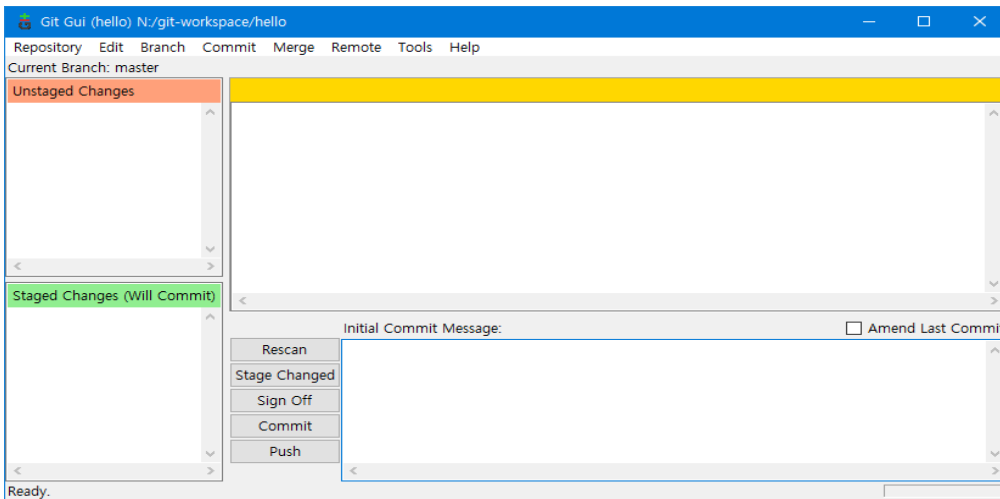 Git Gui (hello) N:/git-workspace/hello
Repository Edit Branch Commit Merge Remote Tools Help
Current Branch: master
Unstaged Changes
Staged Changes (Will Commit)
Initial Commit Message:
Amend Last Commit
Rescan
Stage Changed
Sign Off
Commit
Push
Ready.